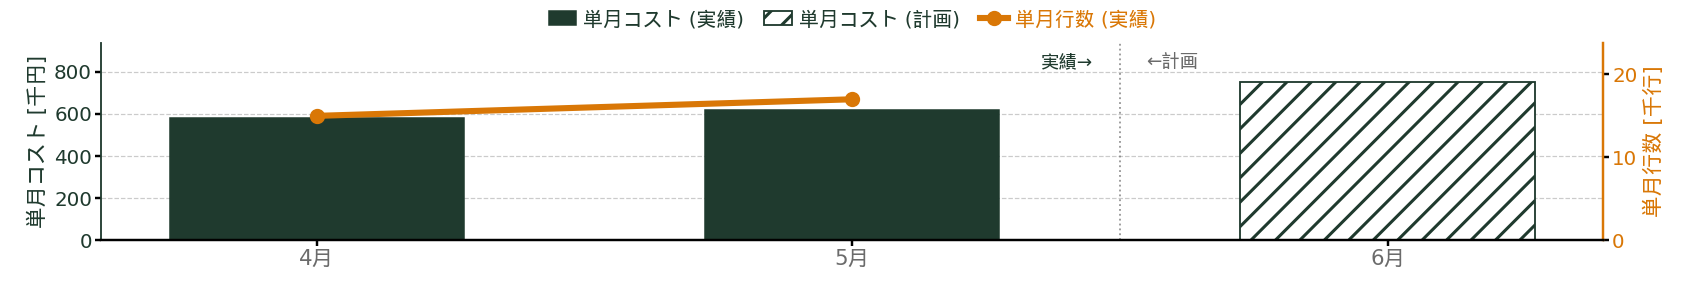 単月コスト (実績)
単月コスト (計画)
単月行数 (実績)
単月コスト [千円]
800
600
400
200
0
実績→
←計画
20
10
0
単月行数 [千行]
4月
5月
6月